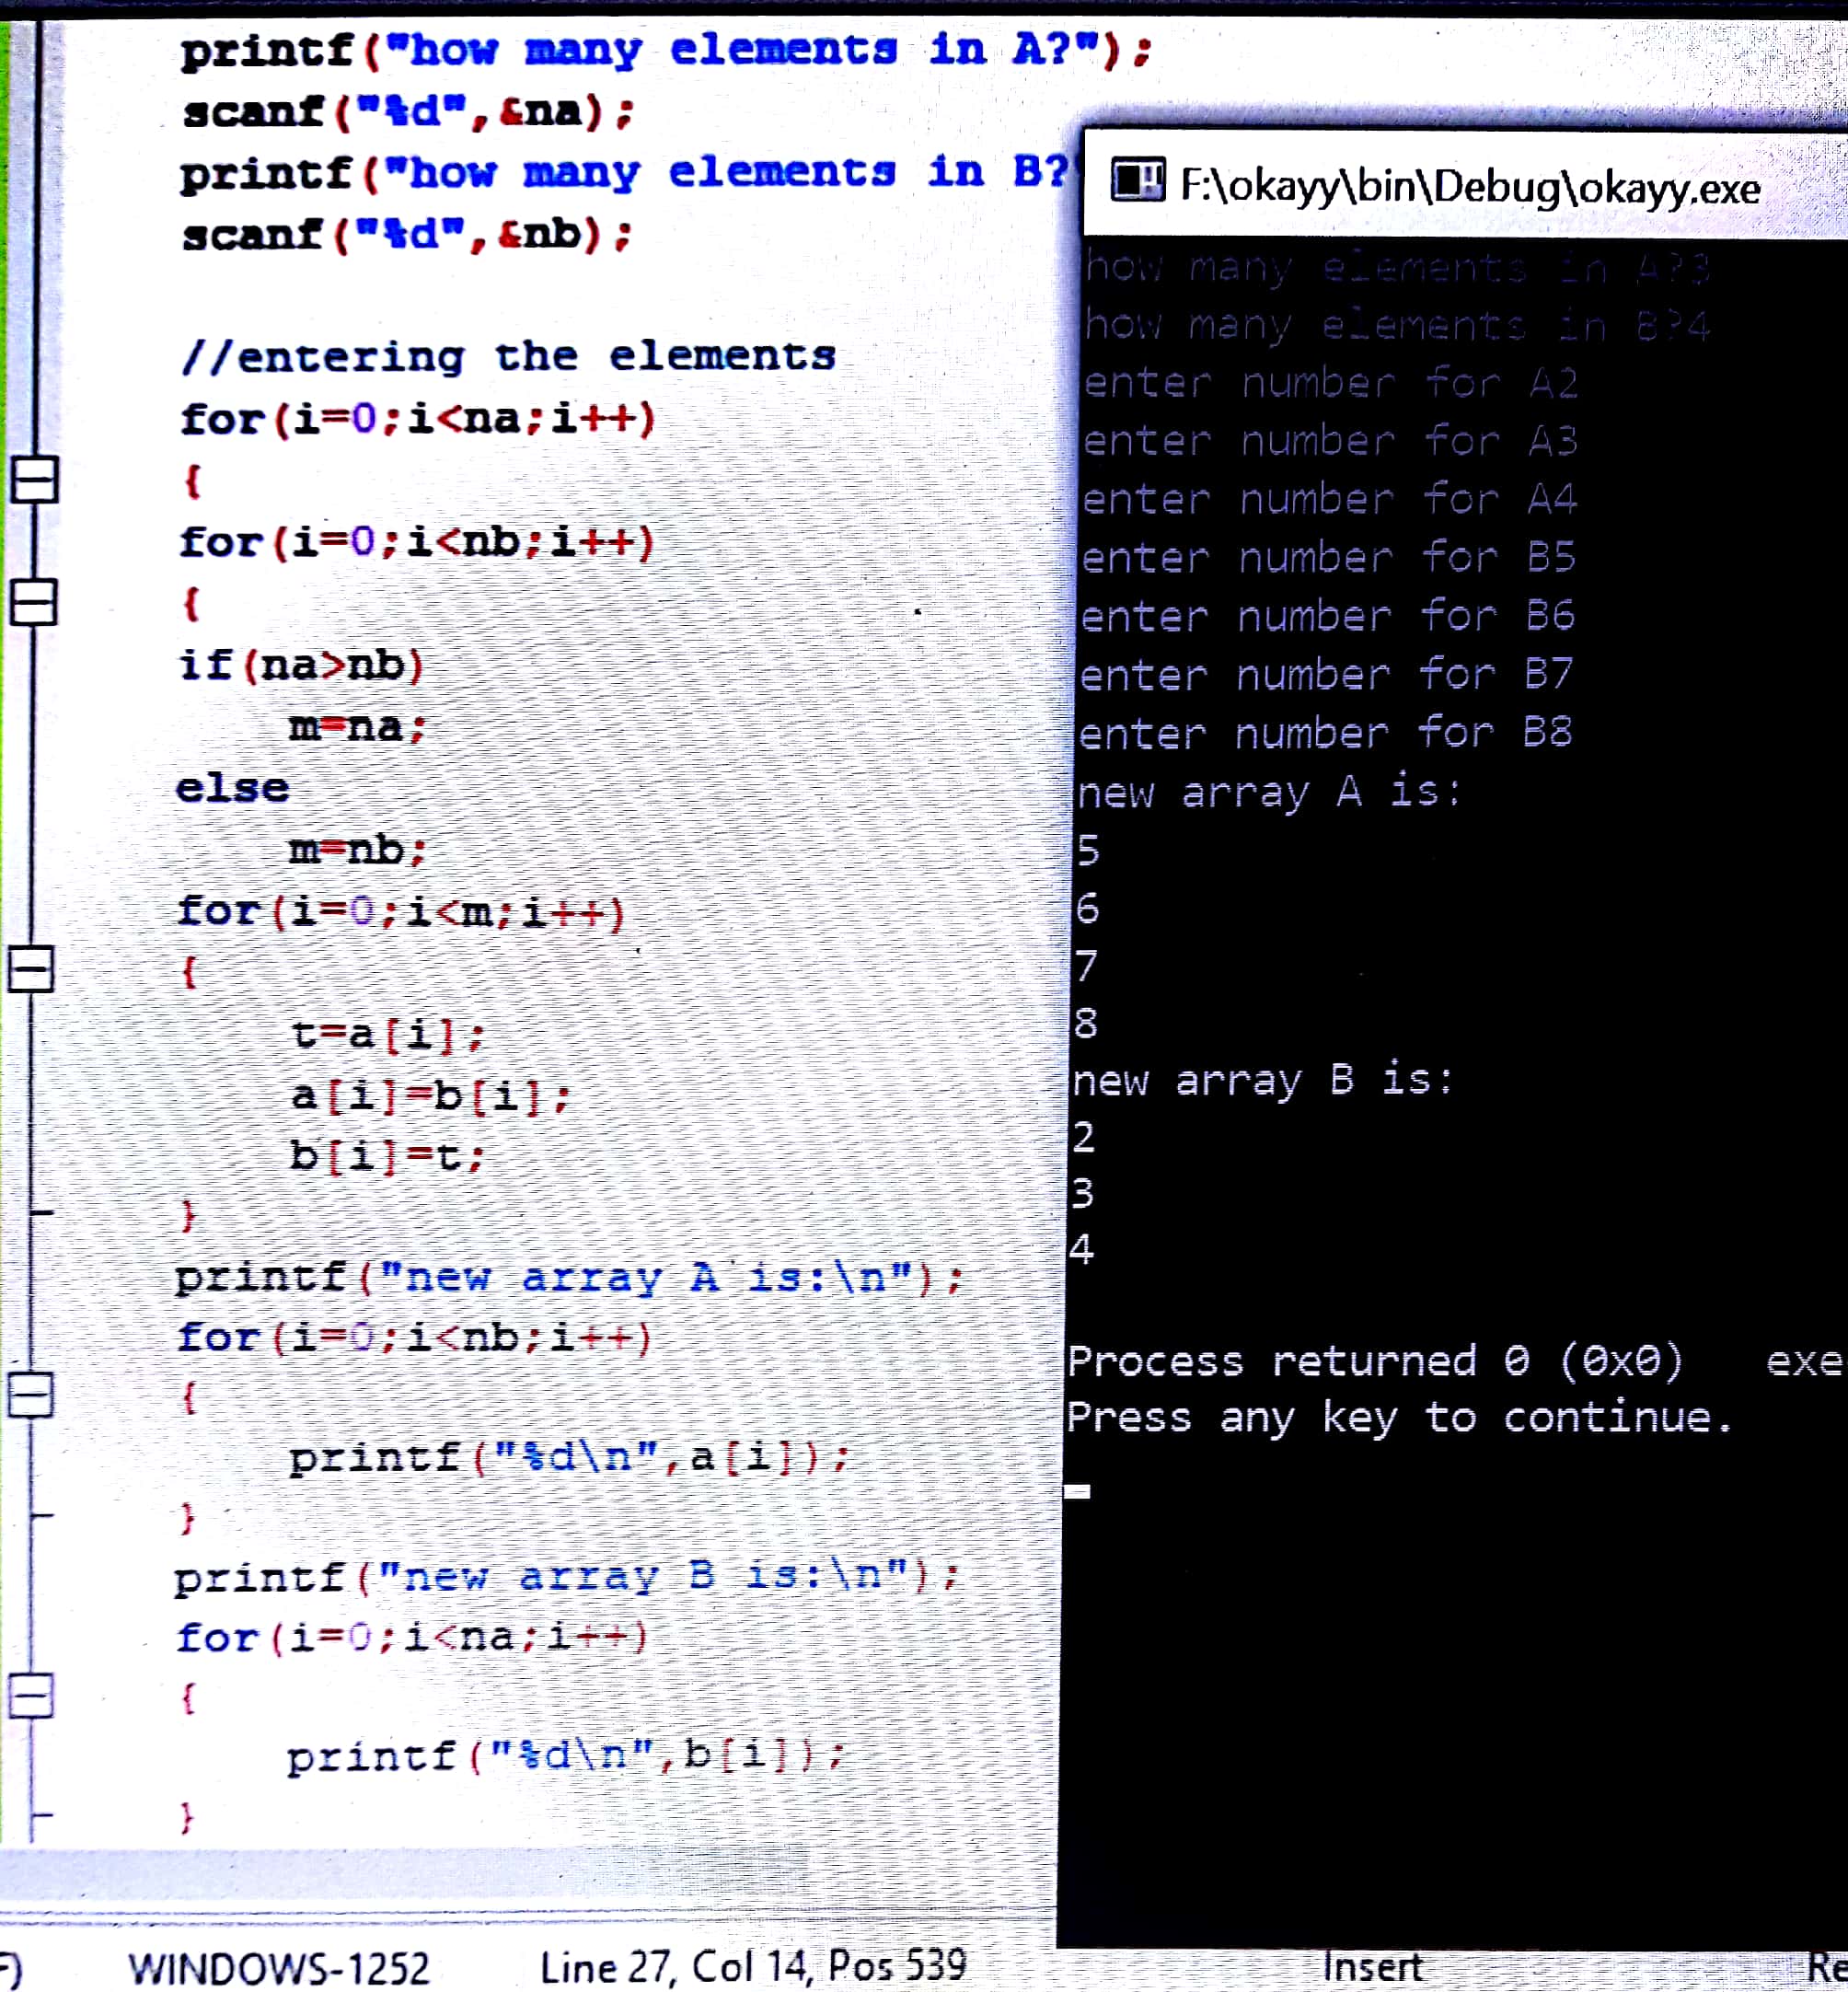 printf("how many elements in A?");
scanf("%d",&na);
printf("how many elements in B?
scanf("%d",&nb);
//entering the elements
for(i=0;i<na;i++)
{
for(i=0;i<nb;i++)
{
if(na>nb)
m=na;
else
m=nb;
for(i=0;i<m;i++)
{
t=a[i];
a[i]=b[i];
b[i]=t;
}
printf("new array A is:\n");
for(i=0;i<nb;i++)
{
printf("%d\n",a[i]);
}
printf("new array B is:\n");
for(i=0;i<na;i++)
{
printf("%d\n",b[i]);
}
F:\okayy\bin\Debug\okayy.exe
how many elements in A?3
how many elements in B?4
enter number for A2
enter number for A3
enter number for A4
enter number for B5
enter number for B6
enter number for B7
enter number for B8
new array A is:
5
6
7
8
new array B is:
2
3
4
Process returned 0 (0x0) exe
Press any key to continue.
WINDOWS-1252 Line 27, Col 14, Pos 539 Insert